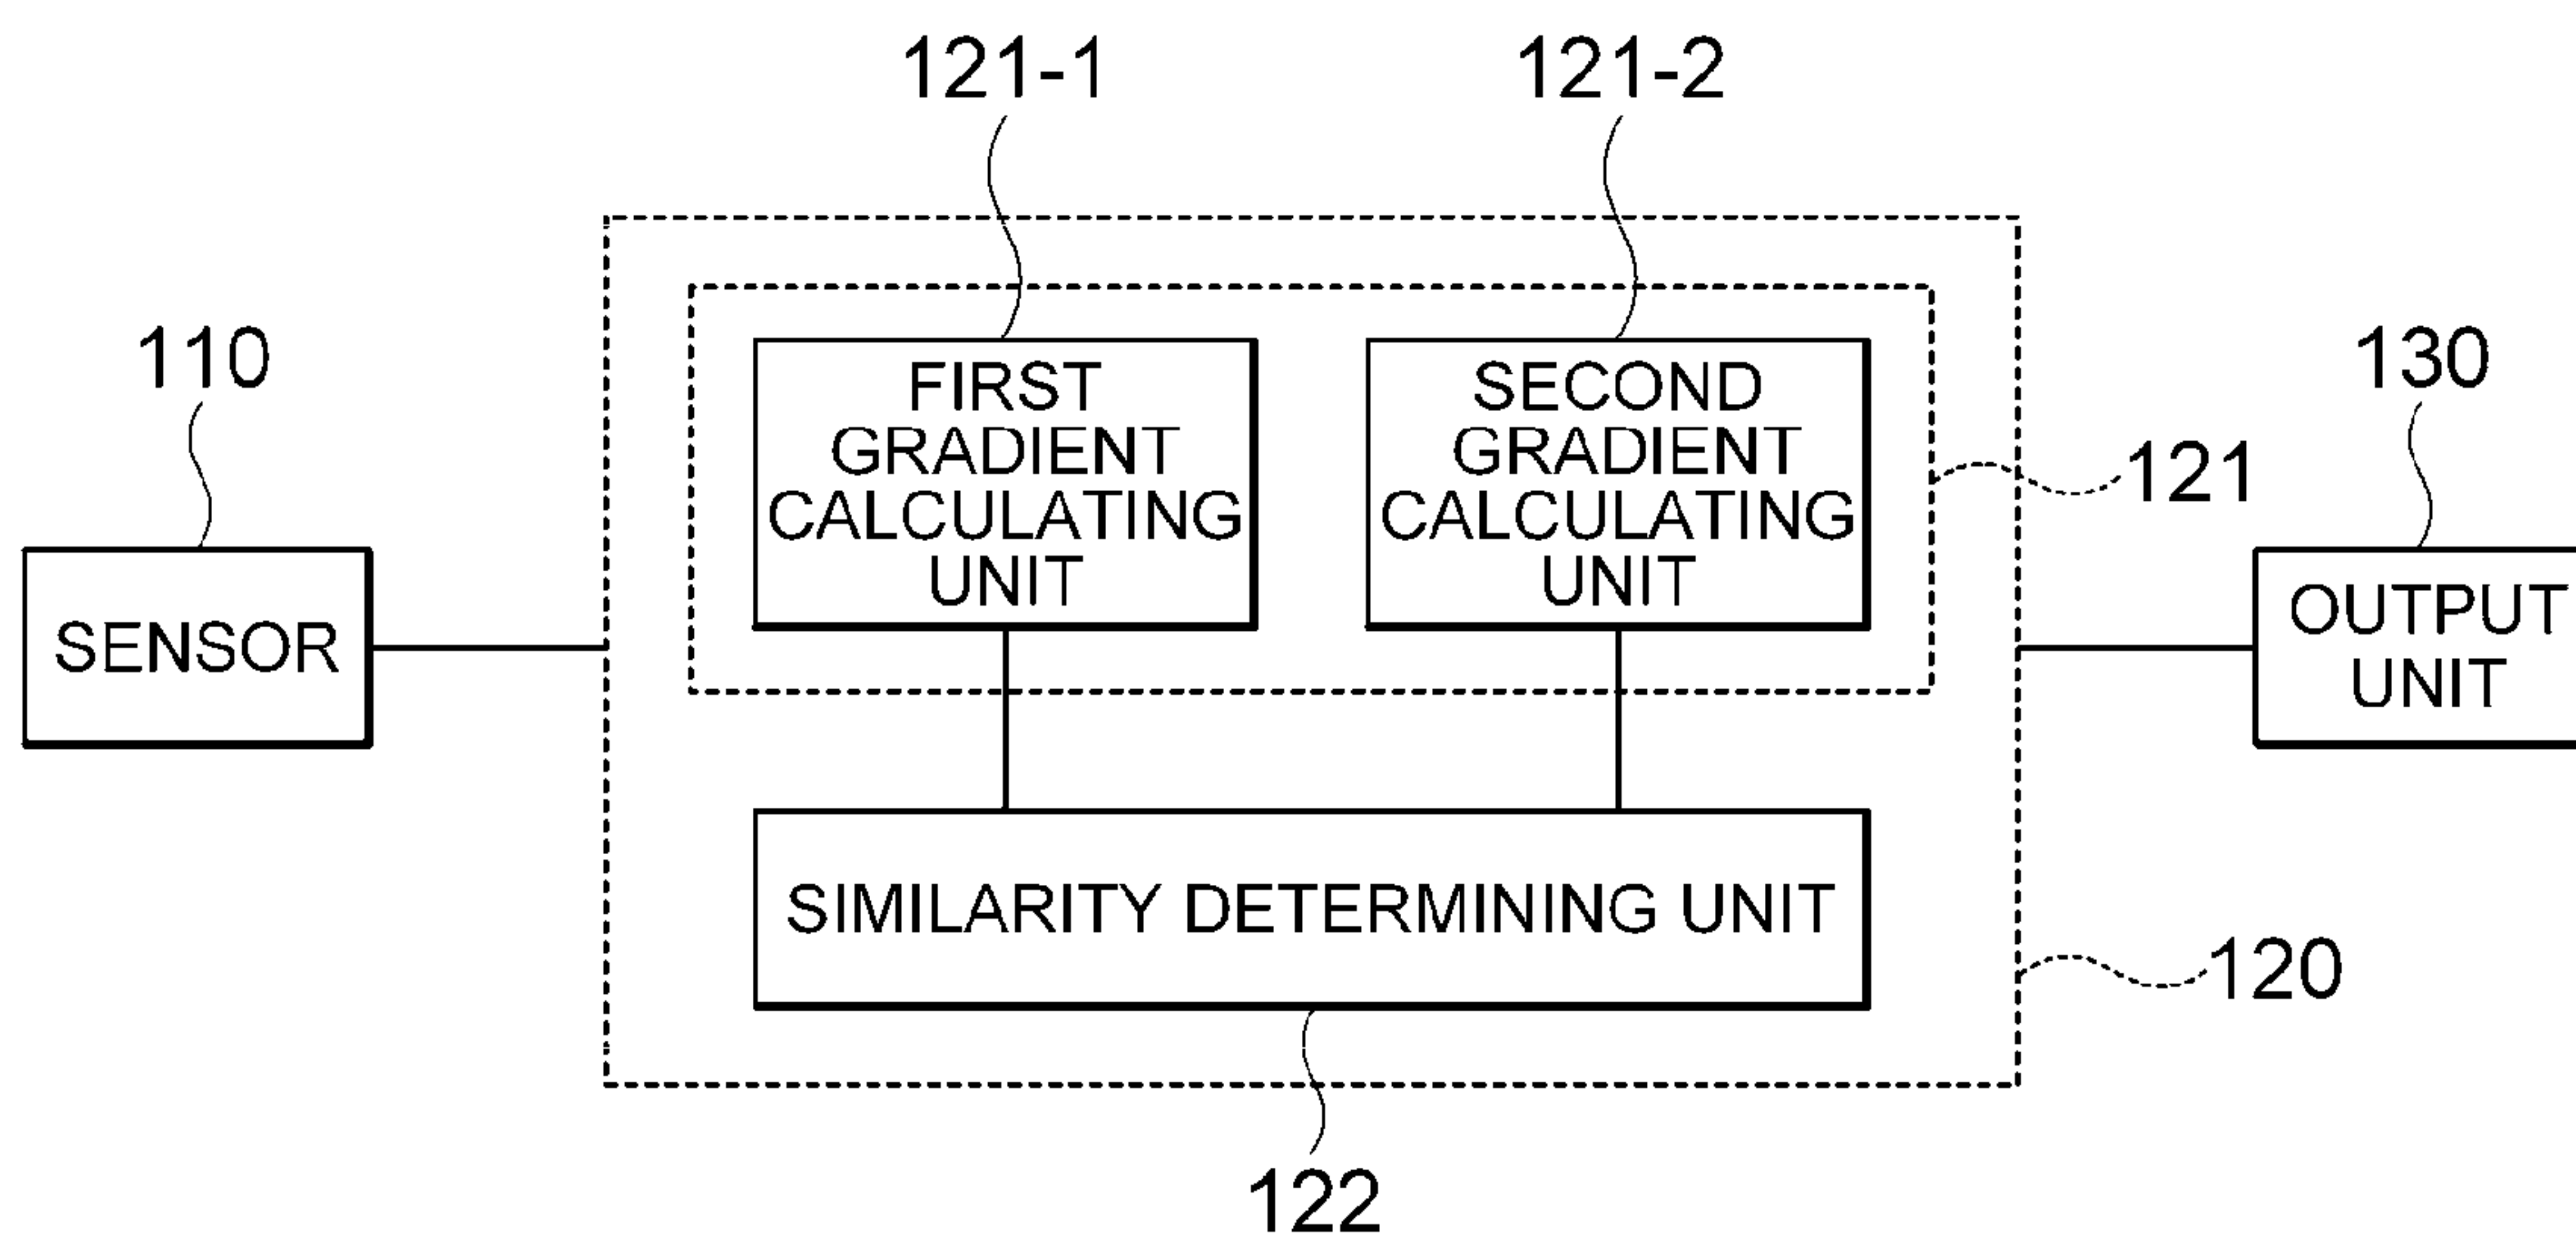 121-1
121-2
110
130
FIRST
GRADIENT
CALCULATING
UNIT
SECOND
GRADIENT
CALCULATING
UNIT
121
SENSOR
OUTPUT
UNIT
SIMILARITY DETERMINING UNIT
120
122